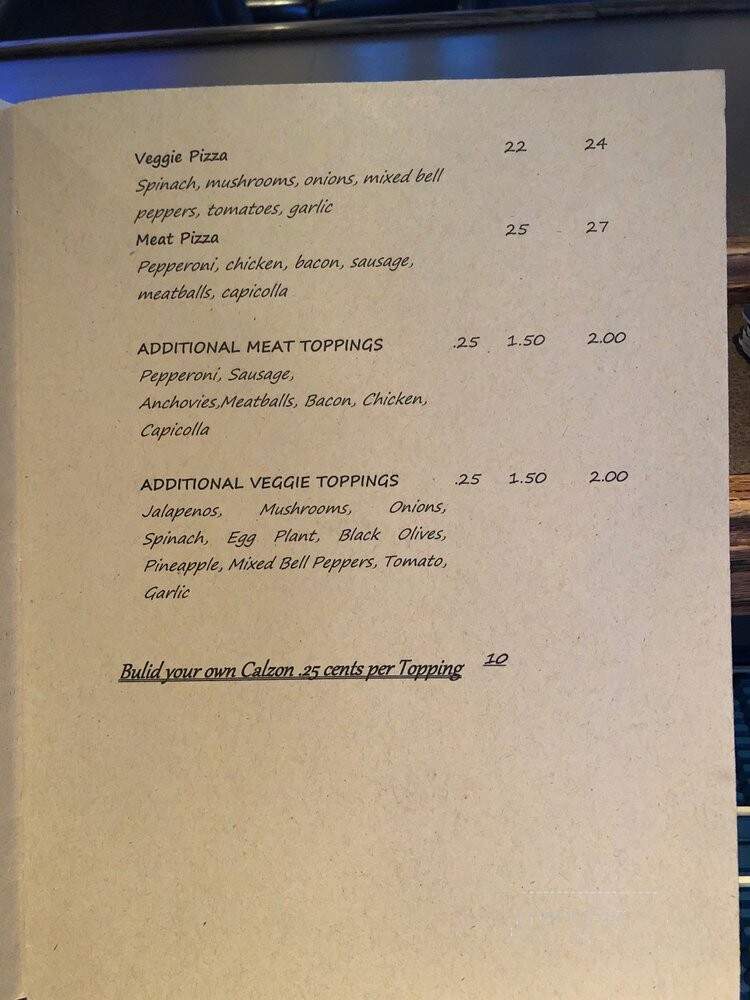 Veggie Pizza 22 24
Spinach, mushrooms, onions, mixed bell
peppers, tomatoes, garlic
Meat Pizza 25 27
Pepperoni, chicken, bacon, sausage,
meatballs, capicolla
ADDITIONAL MEAT TOPPINGS .25 1.50 2.00
Pepperoni, Sausage,
Anchovies,Meatballs, Bacon, Chicken,
Capicolla
ADDITIONAL VEGGIE TOPPINGS .25 1.50 2.00
Jalapenos, Mushrooms, Onions,
Spinach, Egg Plant, Black Olives,
Pineapple, Mixed Bell Peppers, Tomato,
Garlic
Bulid your own Calzon .25 cents per Topping 10